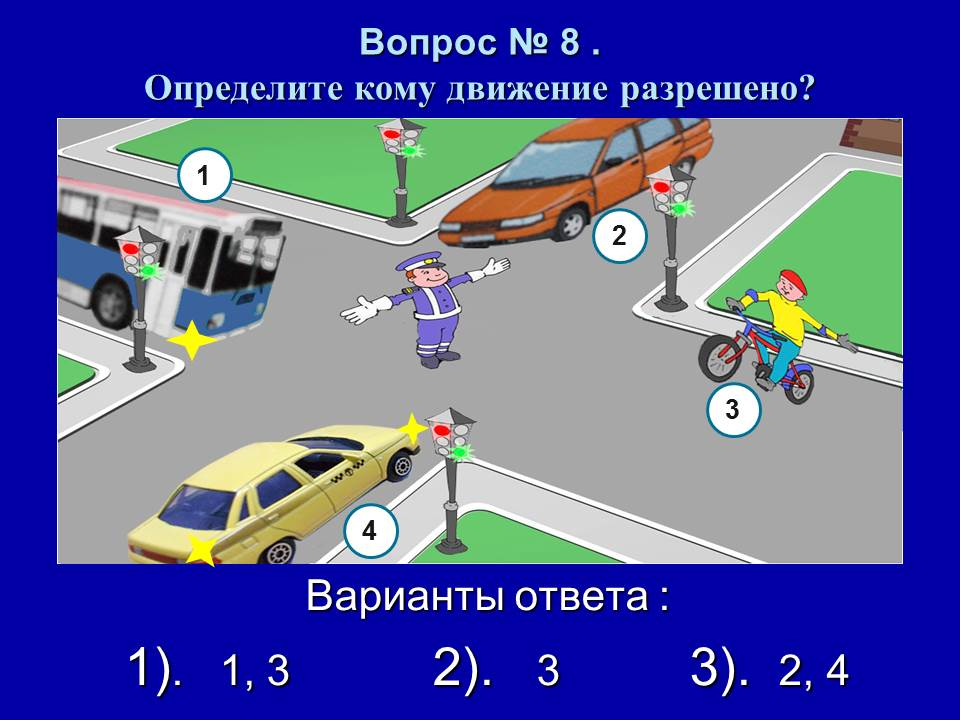 Вопрос № 8 .
Определите кому движение разрешено?
1
2
3
4
Варианты ответа :
1). 1, 3 2). 3 3). 2, 4